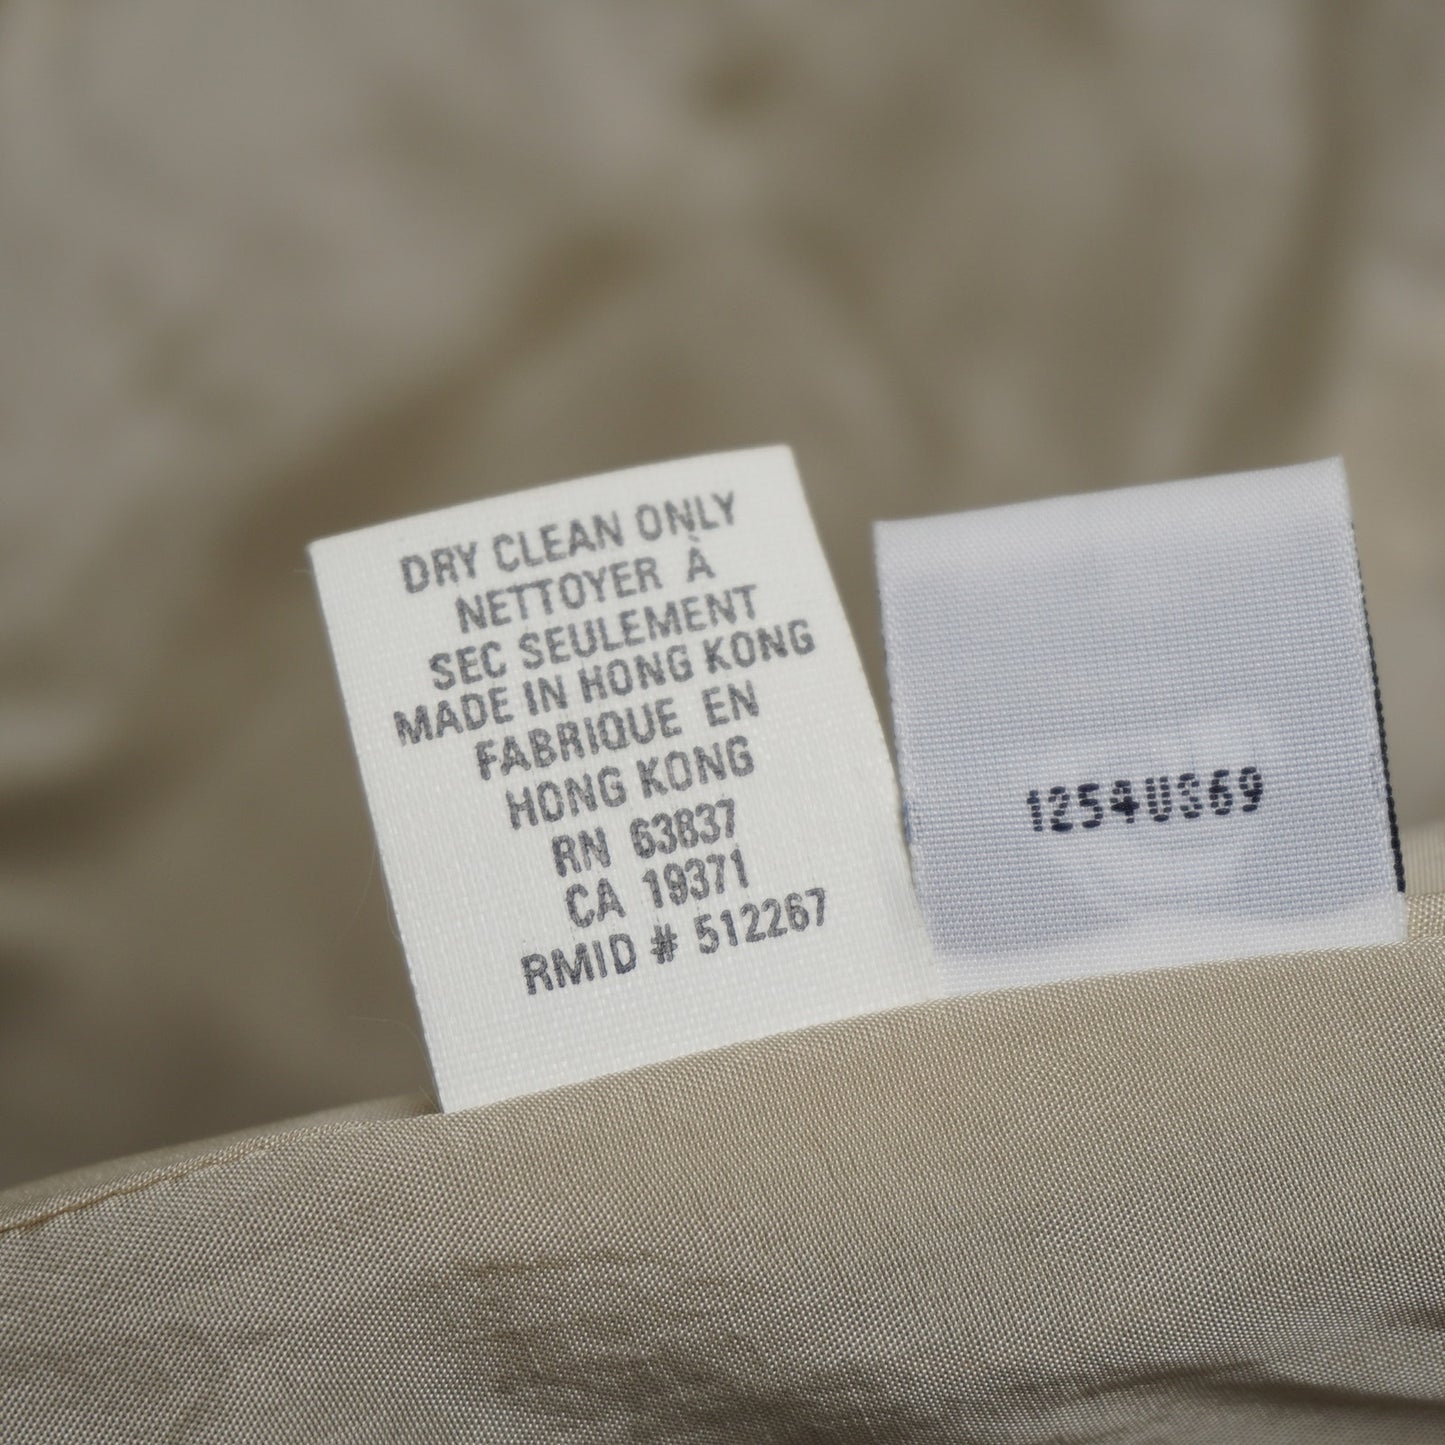 DRY CLEAN ONLY
NETTOYER À
SEC SEULEMENT
MADE IN HONG KONG
FABRIQUE EN
HONG KONG
RN 63837
CA 19371
RMID # 512267
1254US69